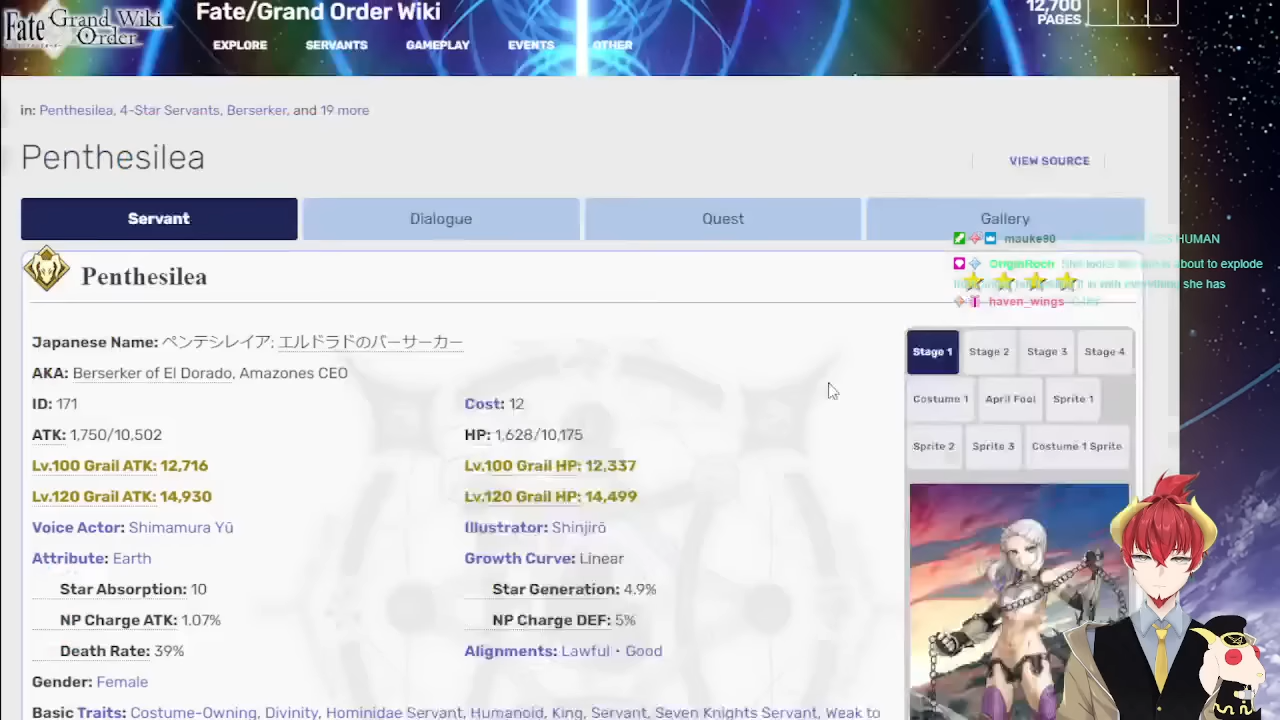 Fate Grand Wiki
Order
Fate/Grand Order Wiki
12,700
PAGES
EXPLORE SERVANTS GAMEPLAY EVENTS OTHER
in: Penthesilea, 4-Star Servants, Berserker, and 19 more
Penthesilea
VIEW SOURCE
Servant Dialogue Quest Gallery
mauke90 HUMAN
OriginRoch She looks like she is about to explode
she has
haven_wings
Penthesilea
Japanese Name: ペンテシレイア; エルドラドのバーサーカー
AKA: Berserker of El Dorado, Amazones CEO
ID: 171 Cost: 12
ATK: 1,750/10,502 HP: 1,628/10,175
Lv.100 Grail ATK: 12,716 Lv.100 Grail HP: 12,337
Lv.120 Grail ATK: 14,930 Lv.120 Grail HP: 14,499
Voice Actor: Shimamura Yū Illustrator: Shinjirō
Attribute: Earth Growth Curve: Linear
Star Absorption: 10 Star Generation: 4.9%
NP Charge ATK: 1.07% NP Charge DEF: 5%
Death Rate: 39% Alignments: Lawful・Good
Gender: Female
Basic Traits: Costume-Owning, Divinity, Hominidae Servant, Humanoid, King, Servant, Seven Knights Servant, Weak to
Stage 1 Stage 2 Stage 3 Stage 4
Costume 1 April Fool Sprite 1
Sprite 2 Sprite 3 Costume 1 Sprite